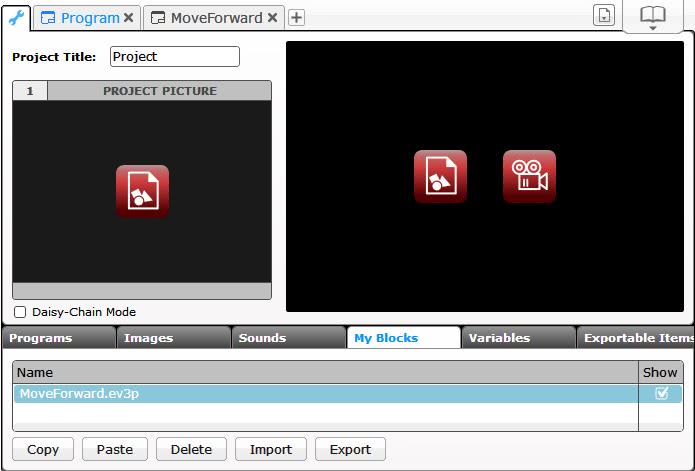 Program
MoveForward
Project Title: Project
1 PROJECT PICTURE
Daisy-Chain Mode
Programs Images Sounds My Blocks Variables Exportable Items
Name Show
MoveForward.ev3p
Copy Paste Delete Import Export